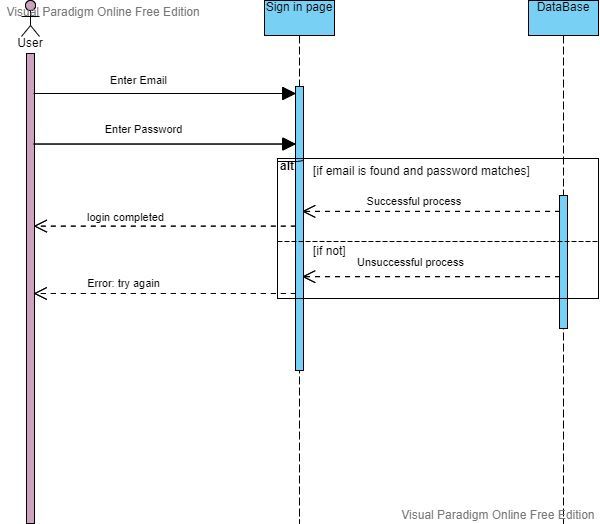 Visual Paradigm Online Free Edition
Sign in page
DataBase
User
Enter Email
Enter Password
alt
[if email is found and password matches]
Successful process
login completed
[if not]
Unsuccessful process
Error: try again
Visual Paradigm Online Free Edition